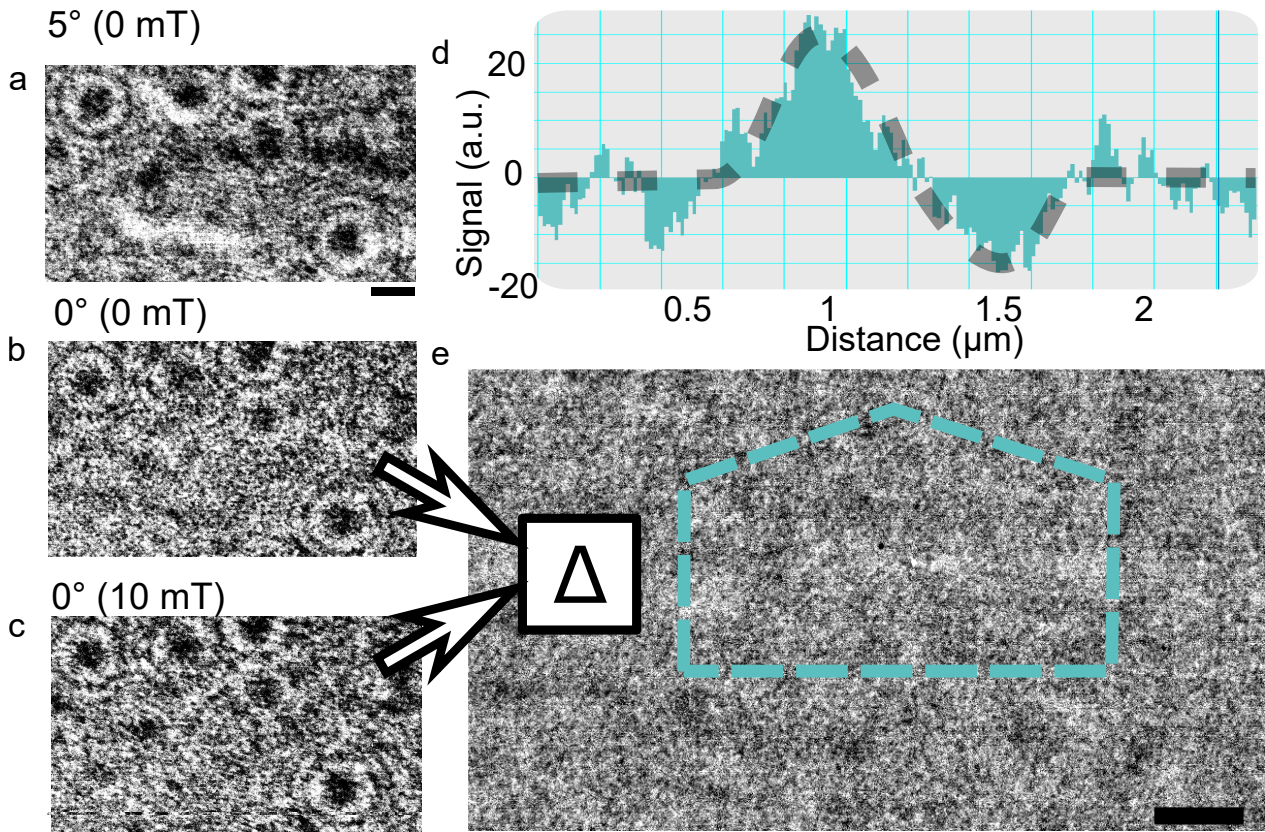 5° (0 mT)
a
0° (0 mT)
b
0° (10 mT)
c
d
20
0
-20
Signal (a.u.)
0.5
1
1.5
2
Distance (μm)
e
Δ